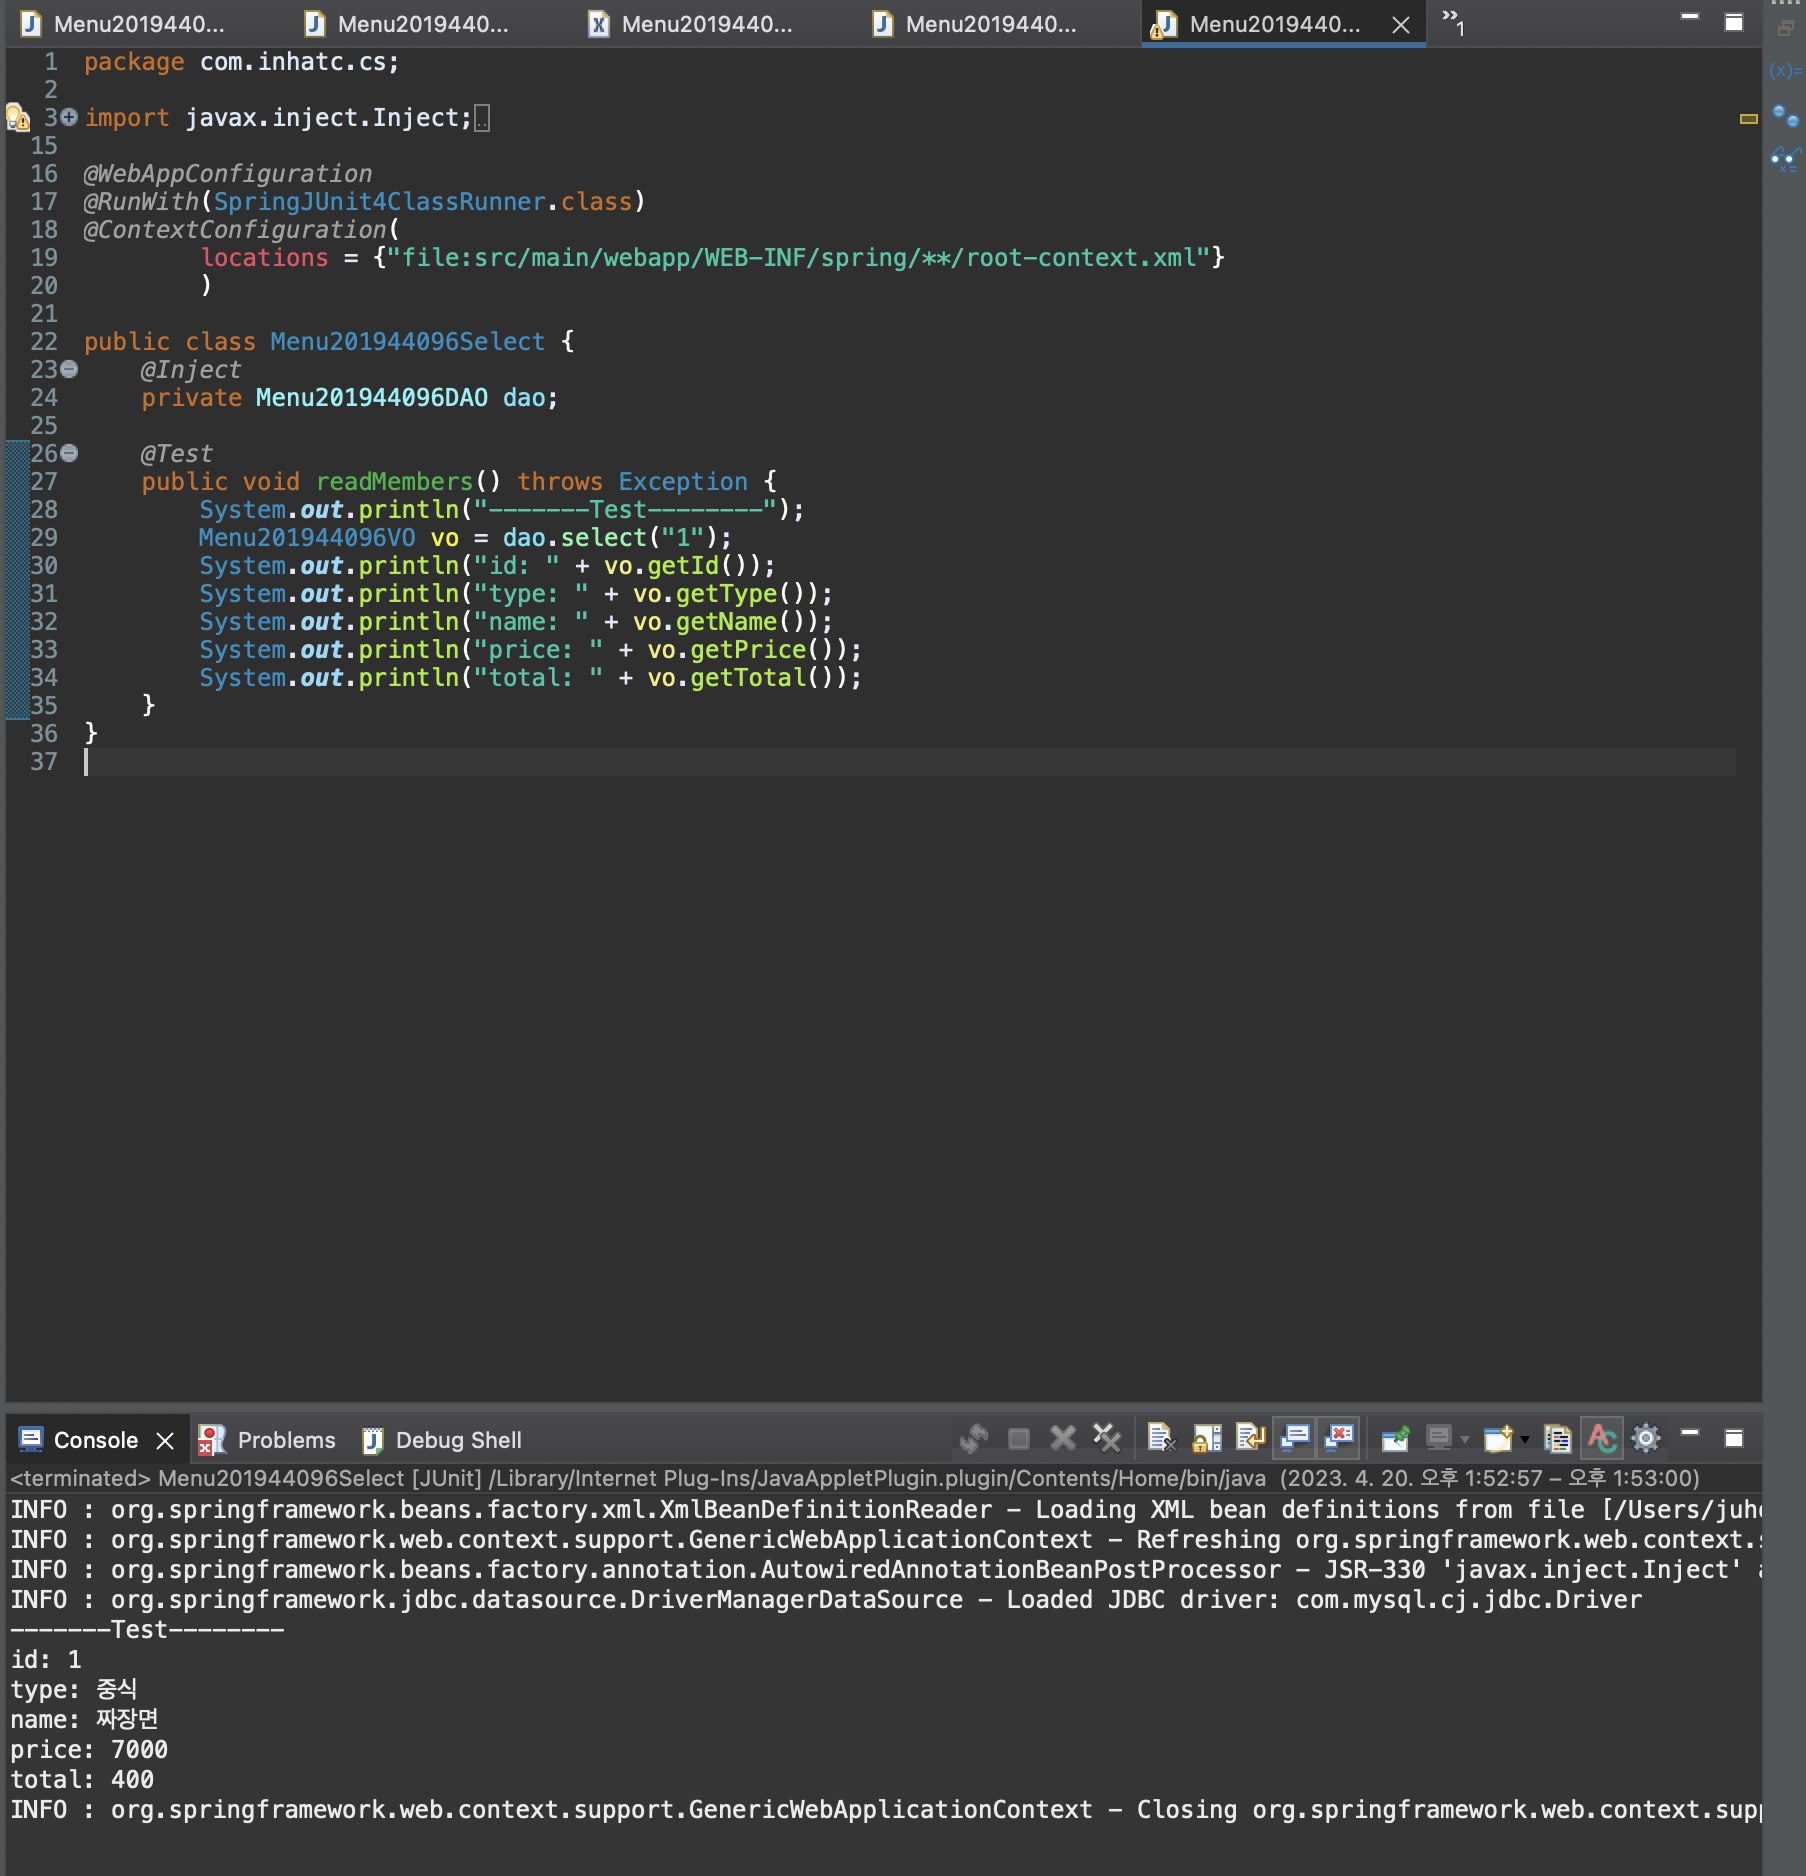 Menu2019440...
Menu2019440...
Menu2019440...
Menu2019440...
Menu2019440...
»1
1 package com.inhatc.cs;
2
3 import javax.inject.Inject;
15
16 @WebAppConfiguration
17 @RunWith(SpringJUnit4ClassRunner.class)
18 @ContextConfiguration(
19 locations = {"file:src/main/webapp/WEB-INF/spring/**/root-context.xml"}
20 )
21
22 public class Menu201944096Select {
23 @Inject
24 private Menu201944096DAO dao;
25
26 @Test
27 public void readMembers() throws Exception {
28 System.out.println("-------Test--------");
29 Menu201944096VO vo = dao.select("1");
30 System.out.println("id: " + vo.getId());
31 System.out.println("type: " + vo.getType());
32 System.out.println("name: " + vo.getName());
33 System.out.println("price: " + vo.getPrice());
34 System.out.println("total: " + vo.getTotal());
35 }
36 }
37
Console
Problems
Debug Shell
<terminated> Menu201944096Select [JUnit] /Library/Internet Plug-Ins/JavaAppletPlugin.plugin/Contents/Home/bin/java (2023. 4. 20. 오후 1:52:57 – 오후 1:53:00)
INFO : org.springframework.beans.factory.xml.XmlBeanDefinitionReader - Loading XML bean definitions from file [/Users/juh
INFO : org.springframework.web.context.support.GenericWebApplicationContext - Refreshing org.springframework.web.context.
INFO : org.springframework.beans.factory.annotation.AutowiredAnnotationBeanPostProcessor - JSR-330 'javax.inject.Inject'
INFO : org.springframework.jdbc.datasource.DriverManagerDataSource - Loaded JDBC driver: com.mysql.cj.jdbc.Driver
-------Test--------
id: 1
type: 중식
name: 짜장면
price: 7000
total: 400
INFO : org.springframework.web.context.support.GenericWebApplicationContext - Closing org.springframework.web.context.sup